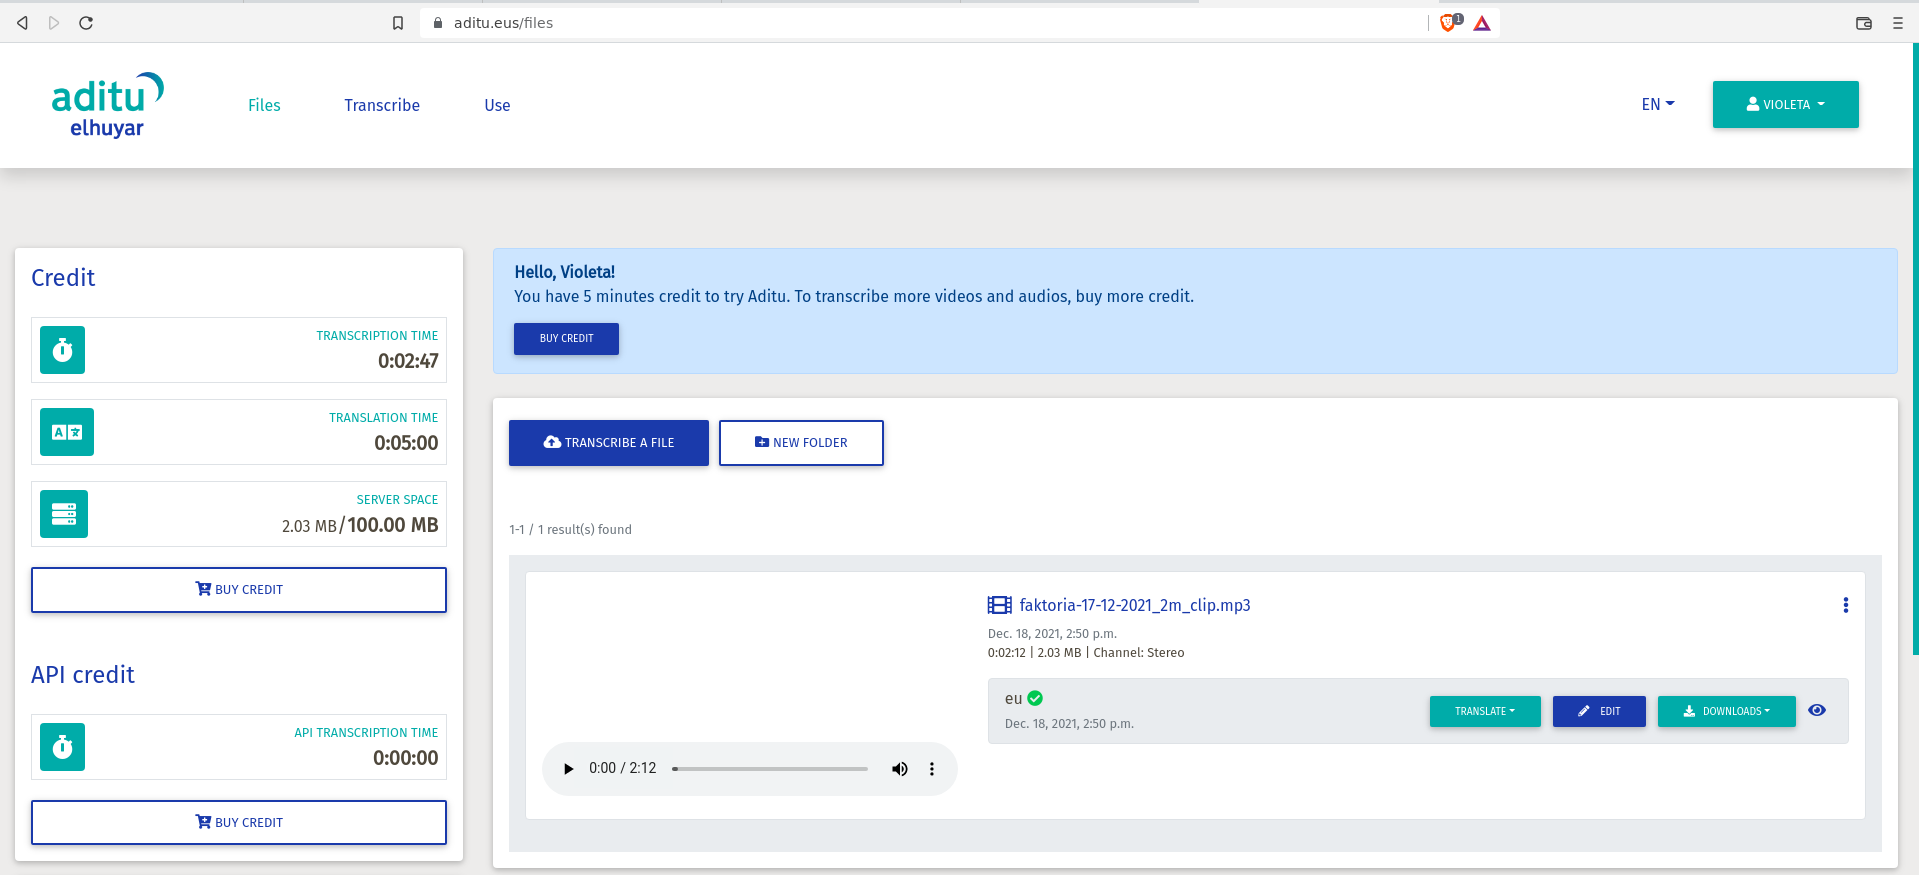 aditu.eus/files
1
aditu
elhuyar
Files
Transcribe
Use
EN
VIOLETA
Credit
TRANSCRIPTION TIME
0:02:47
TRANSLATION TIME
0:05:00
SERVER SPACE
2.03 MB/100.00 MB
BUY CREDIT
API credit
API TRANSCRIPTION TIME
0:00:00
BUY CREDIT
Hello, Violeta!
You have 5 minutes credit to try Aditu. To transcribe more videos and audios, buy more credit.
BUY CREDIT
TRANSCRIBE A FILE
NEW FOLDER
1-1 / 1 result(s) found
faktoria-17-12-2021_2m_clip.mp3
Dec. 18, 2021, 2:50 p.m.
0:02:12 | 2.03 MB | Channel: Stereo
eu
Dec. 18, 2021, 2:50 p.m.
TRANSLATE
EDIT
DOWNLOADS
0:00 / 2:12